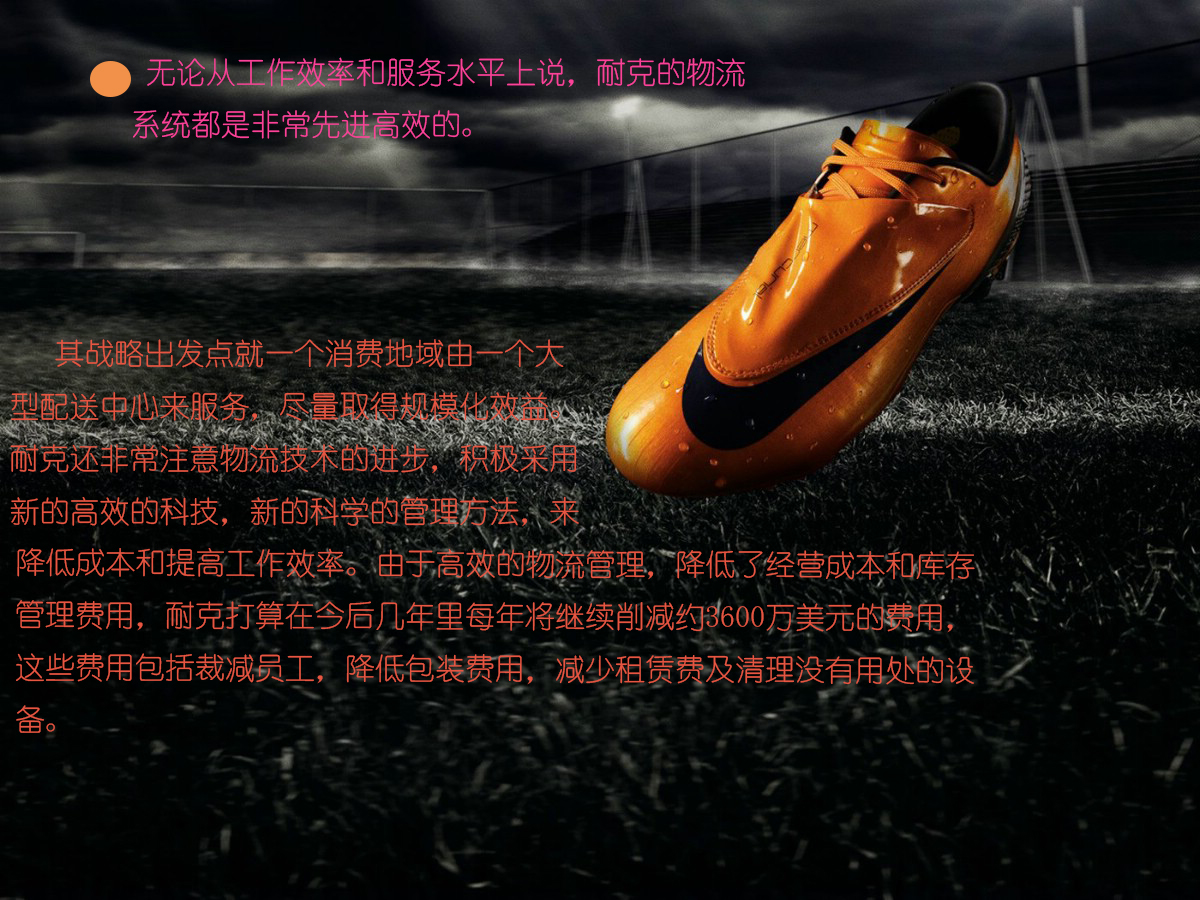 无论从工作效率和服务水平上说，耐克的物流
系统都是非常先进高效的。
其战略出发点就一个消费地域由一个大
型配送中心来服务，尽量取得规模化效益。
耐克还非常注意物流技术的进步，积极采用
新的高效的科技，新的科学的管理方法，来
降低成本和提高工作效率。由于高效的物流管理，降低了经营成本和库存
管理费用，耐克打算在今后几年里每年将继续削减约3600万美元的费用，
这些费用包括裁减员工，降低包装费用，减少租赁费及清理没有用处的设
备。